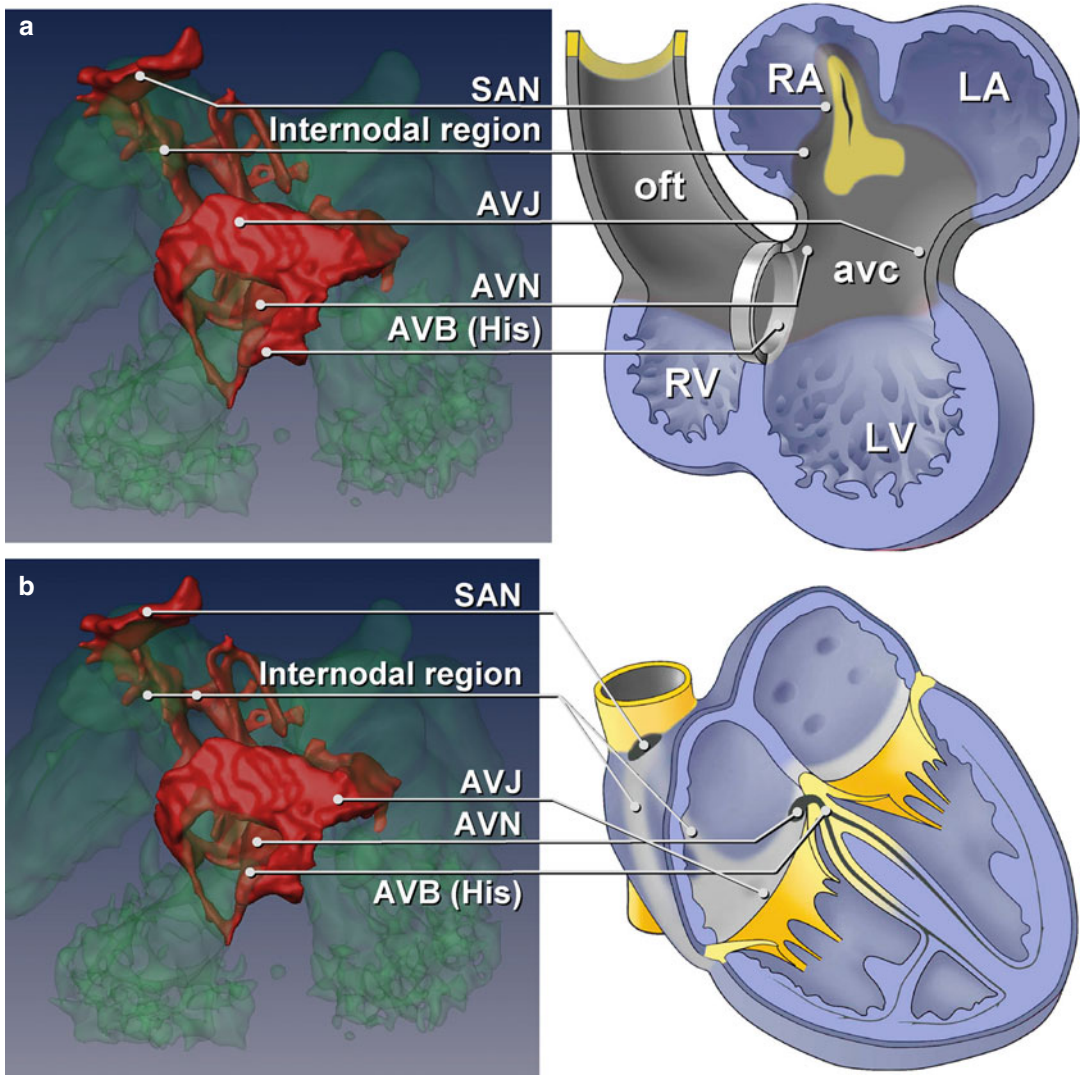 a
SAN
Internodal region
AVJ
AVN
AVB (His)
oft
RA
LA
avc
RV
LV
b
SAN
Internodal region
AVJ
AVN
AVB (His)